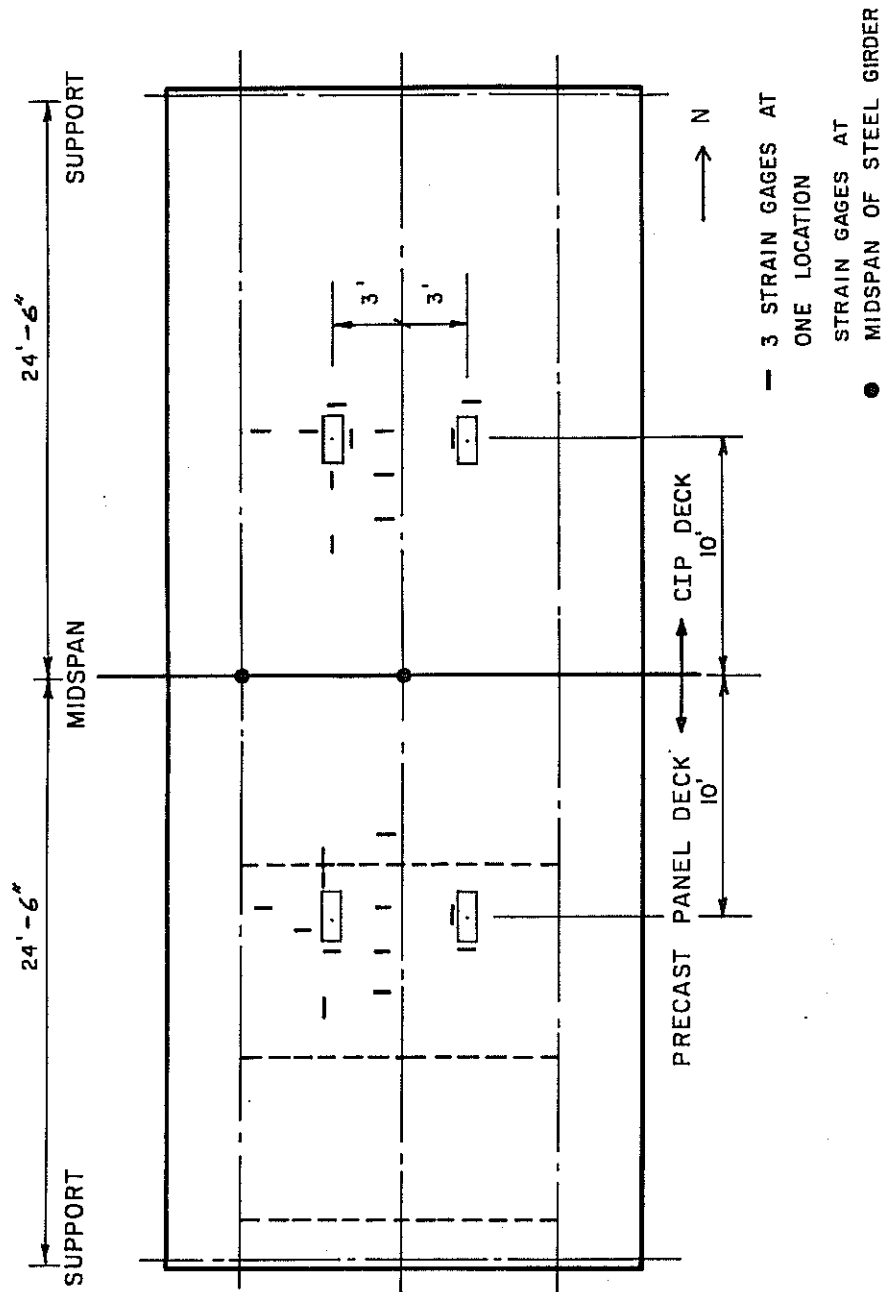 24'-6"
24'-6"
SUPPORT
MIDSPAN
SUPPORT
3'
3'
PRECAST PANEL DECK
CIP DECK
10'
10'
N
— 3 STRAIN GAGES AT
ONE LOCATION
STRAIN GAGES AT
● MIDSPAN OF STEEL GIRDER